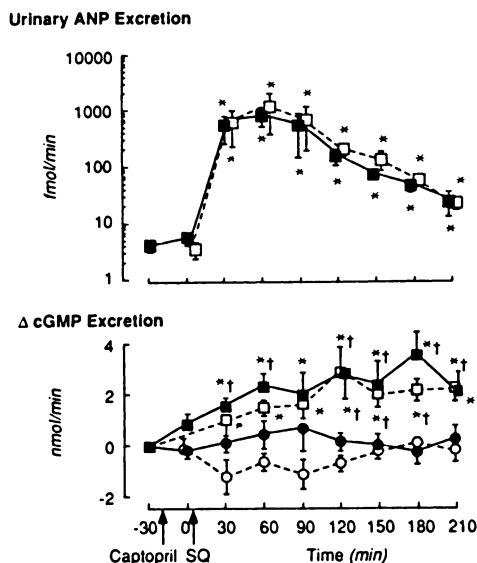 Urinary ANP Excretion
10000
1000
100
10
1
fmol/min
* * * * * * *
* * * * * * *
Δ cGMP Excretion
4
2
0
-2
nmol/min
*† *† * *† *† *† *†
* * *† *† *† *
-30 0 30 60 90 120 150 180 210
Captopril SQ Time (min)